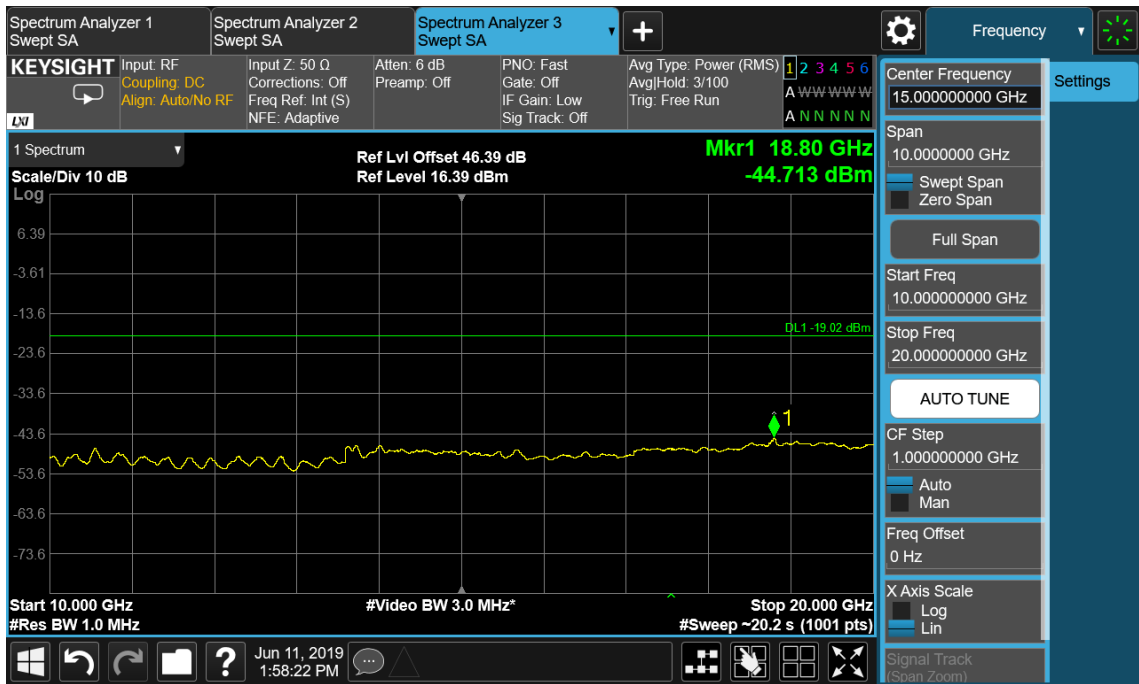 Spectrum Analyzer 1
Swept SA
Spectrum Analyzer 2
Swept SA
Spectrum Analyzer 3
Swept SA
Frequency
KEYSIGHT
LXI
Input: RF
Coupling: DC
Align: Auto/No RF
Input Z: 50 Ω
Corrections: Off
Freq Ref: Int (S)
NFE: Adaptive
Atten: 6 dB
Preamp: Off
PNO: Fast
Gate: Off
IF Gain: Low
Sig Track: Off
Avg Type: Power (RMS)
Avg|Hold: 3/100
Trig: Free Run
1 2 3 4 5 6
A W W W W W
A N N N N N
1 Spectrum
Scale/Div 10 dB
Log
Ref Lvl Offset 46.39 dB
Ref Level 16.39 dBm
Mkr1 18.80 GHz
-44.713 dBm
6.39
-3.61
-13.6
DL1 -19.02 dBm
-23.6
-33.6
1
-43.6
-53.6
-63.6
-73.6
Start 10.000 GHz
#Res BW 1.0 MHz
#Video BW 3.0 MHz*
Stop 20.000 GHz
#Sweep ~20.2 s (1001 pts)
Center Frequency
15.000000000 GHz
Settings
Span
10.0000000 GHz
Swept Span
Zero Span
Full Span
Start Freq
10.000000000 GHz
Stop Freq
20.000000000 GHz
AUTO TUNE
CF Step
1.000000000 GHz
Auto
Man
Freq Offset
0 Hz
X Axis Scale
Log
Lin
Signal Track
(Span Zoom)
?
Jun 11, 2019
1:58:22 PM